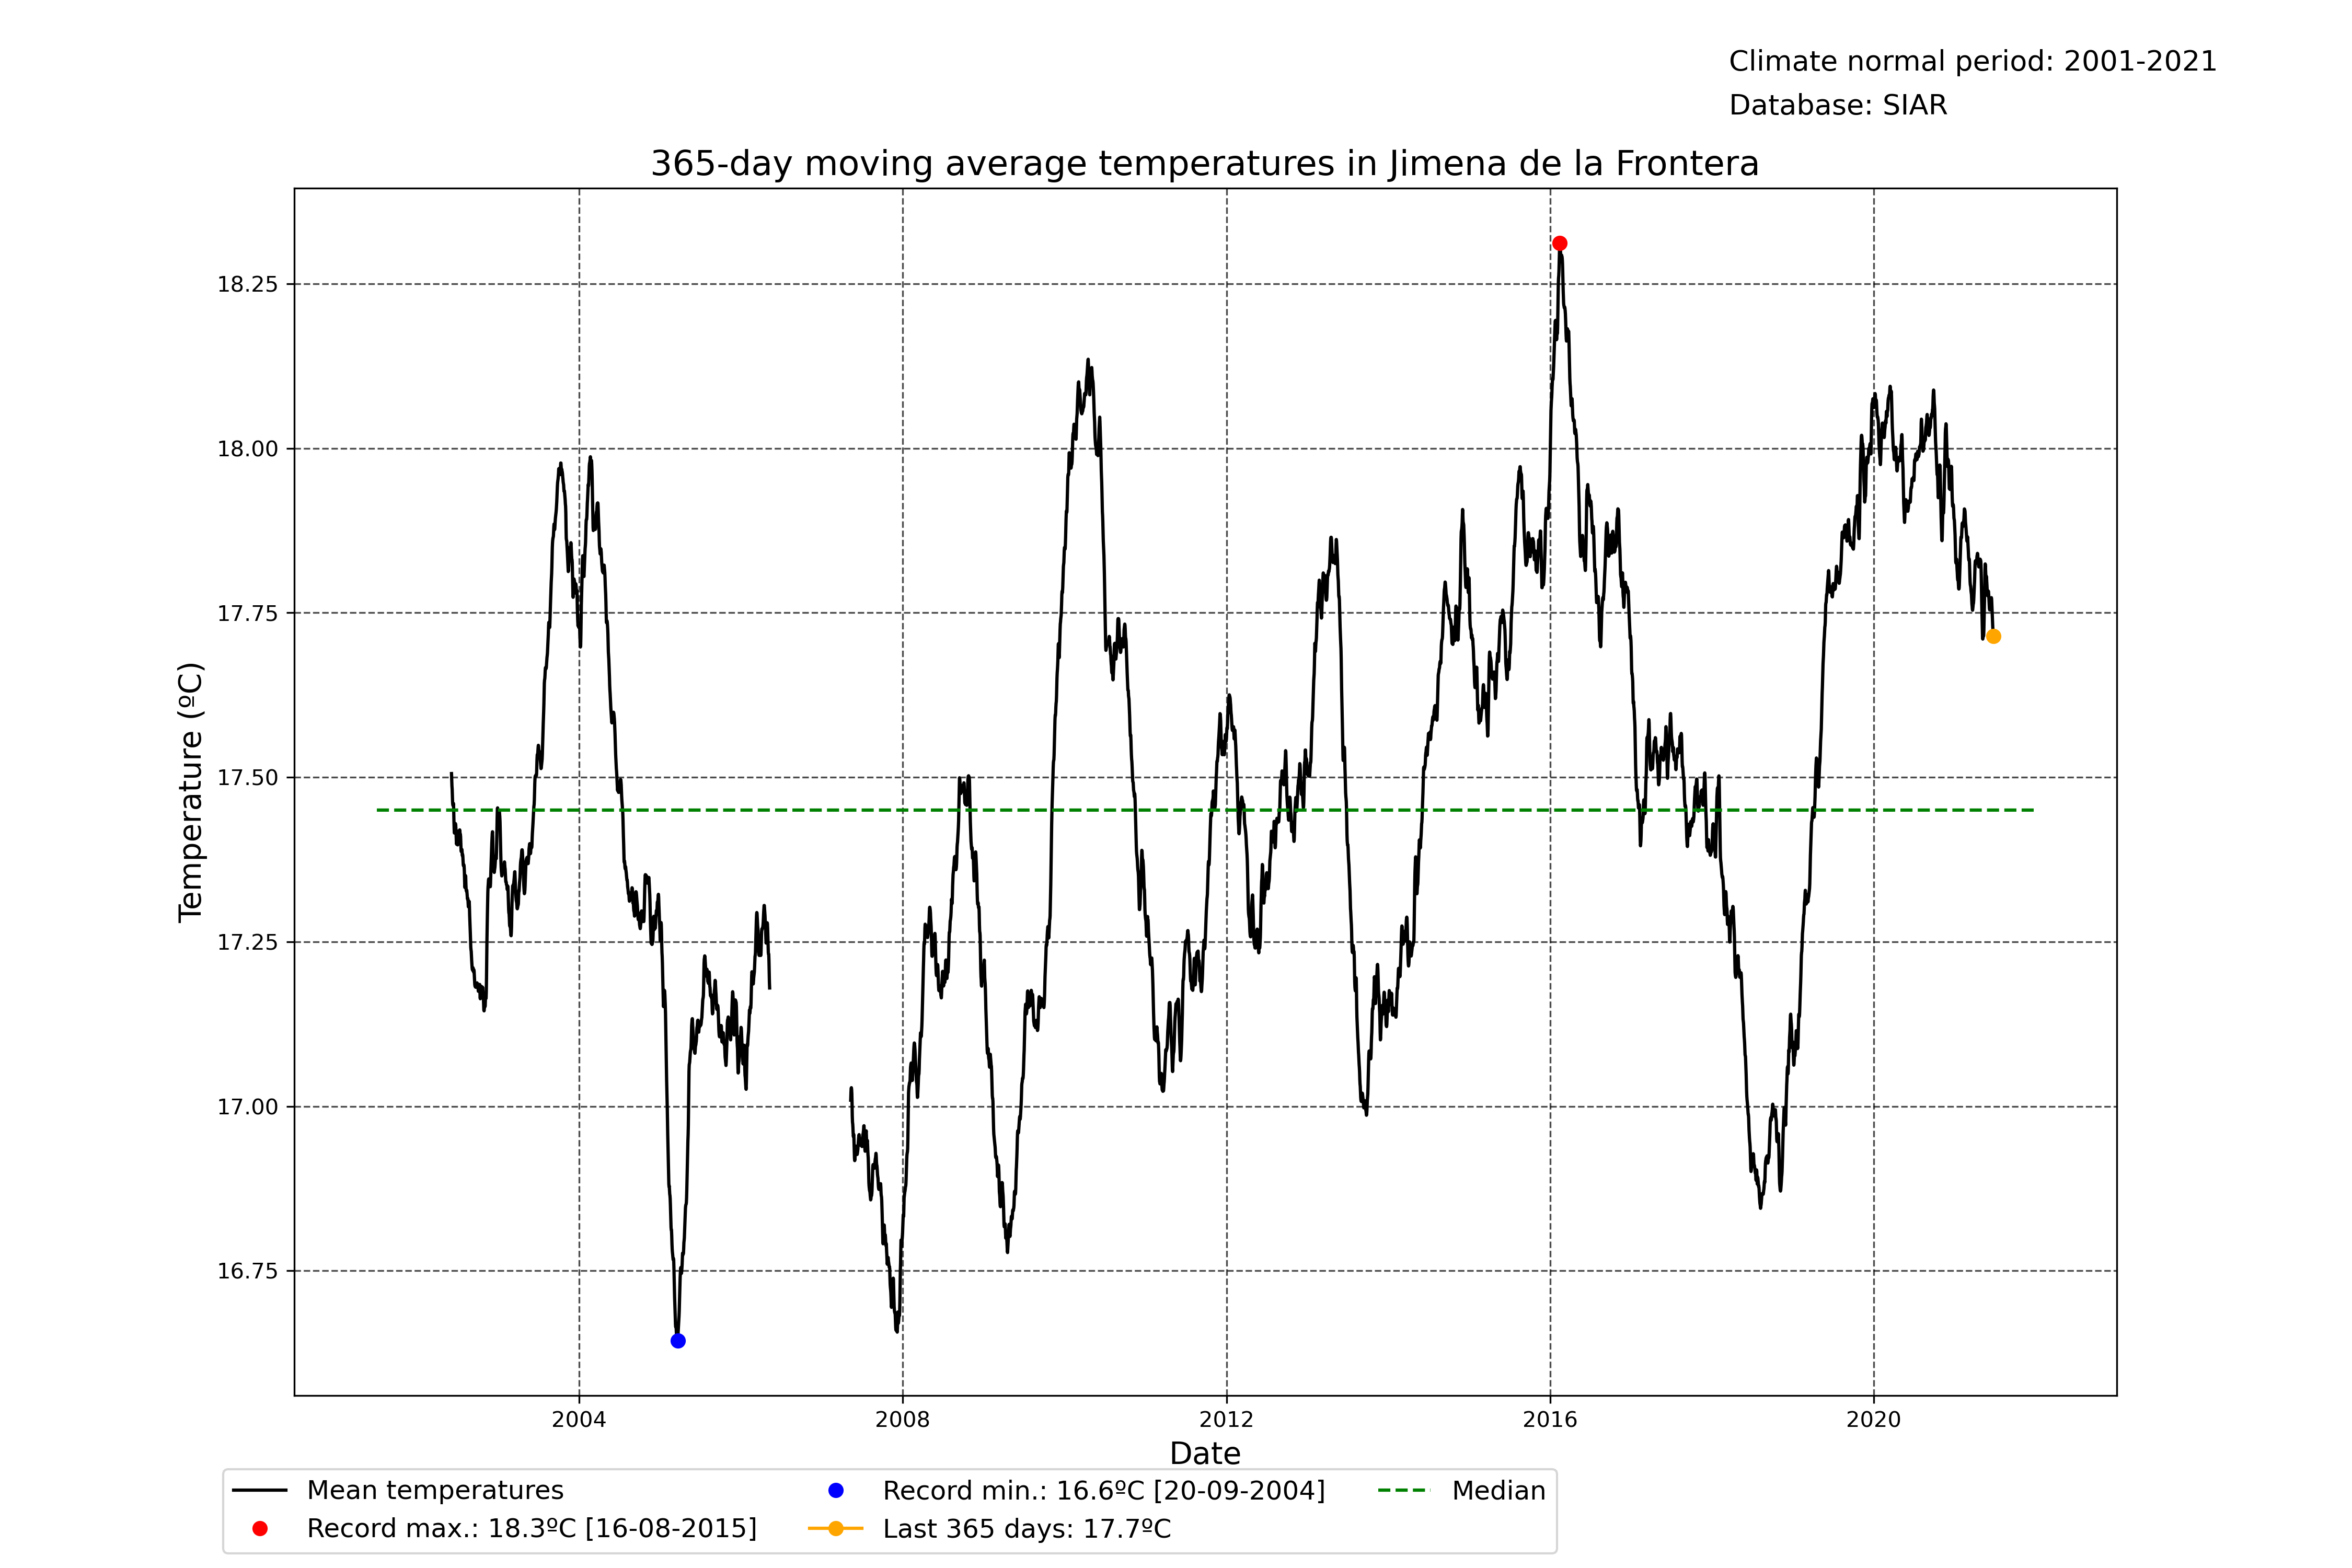 Climate normal period: 2001-2021
Database: SIAR
365-day moving average temperatures in Jimena de la Frontera
Temperature (ºC)
18.25
18.00
17.75
17.50
17.25
17.00
16.75
2004
2008
2012
2016
2020
Date
Mean temperatures
Record max.: 18.3ºC [16-08-2015]
Record min.: 16.6ºC [20-09-2004]
Last 365 days: 17.7ºC
Median